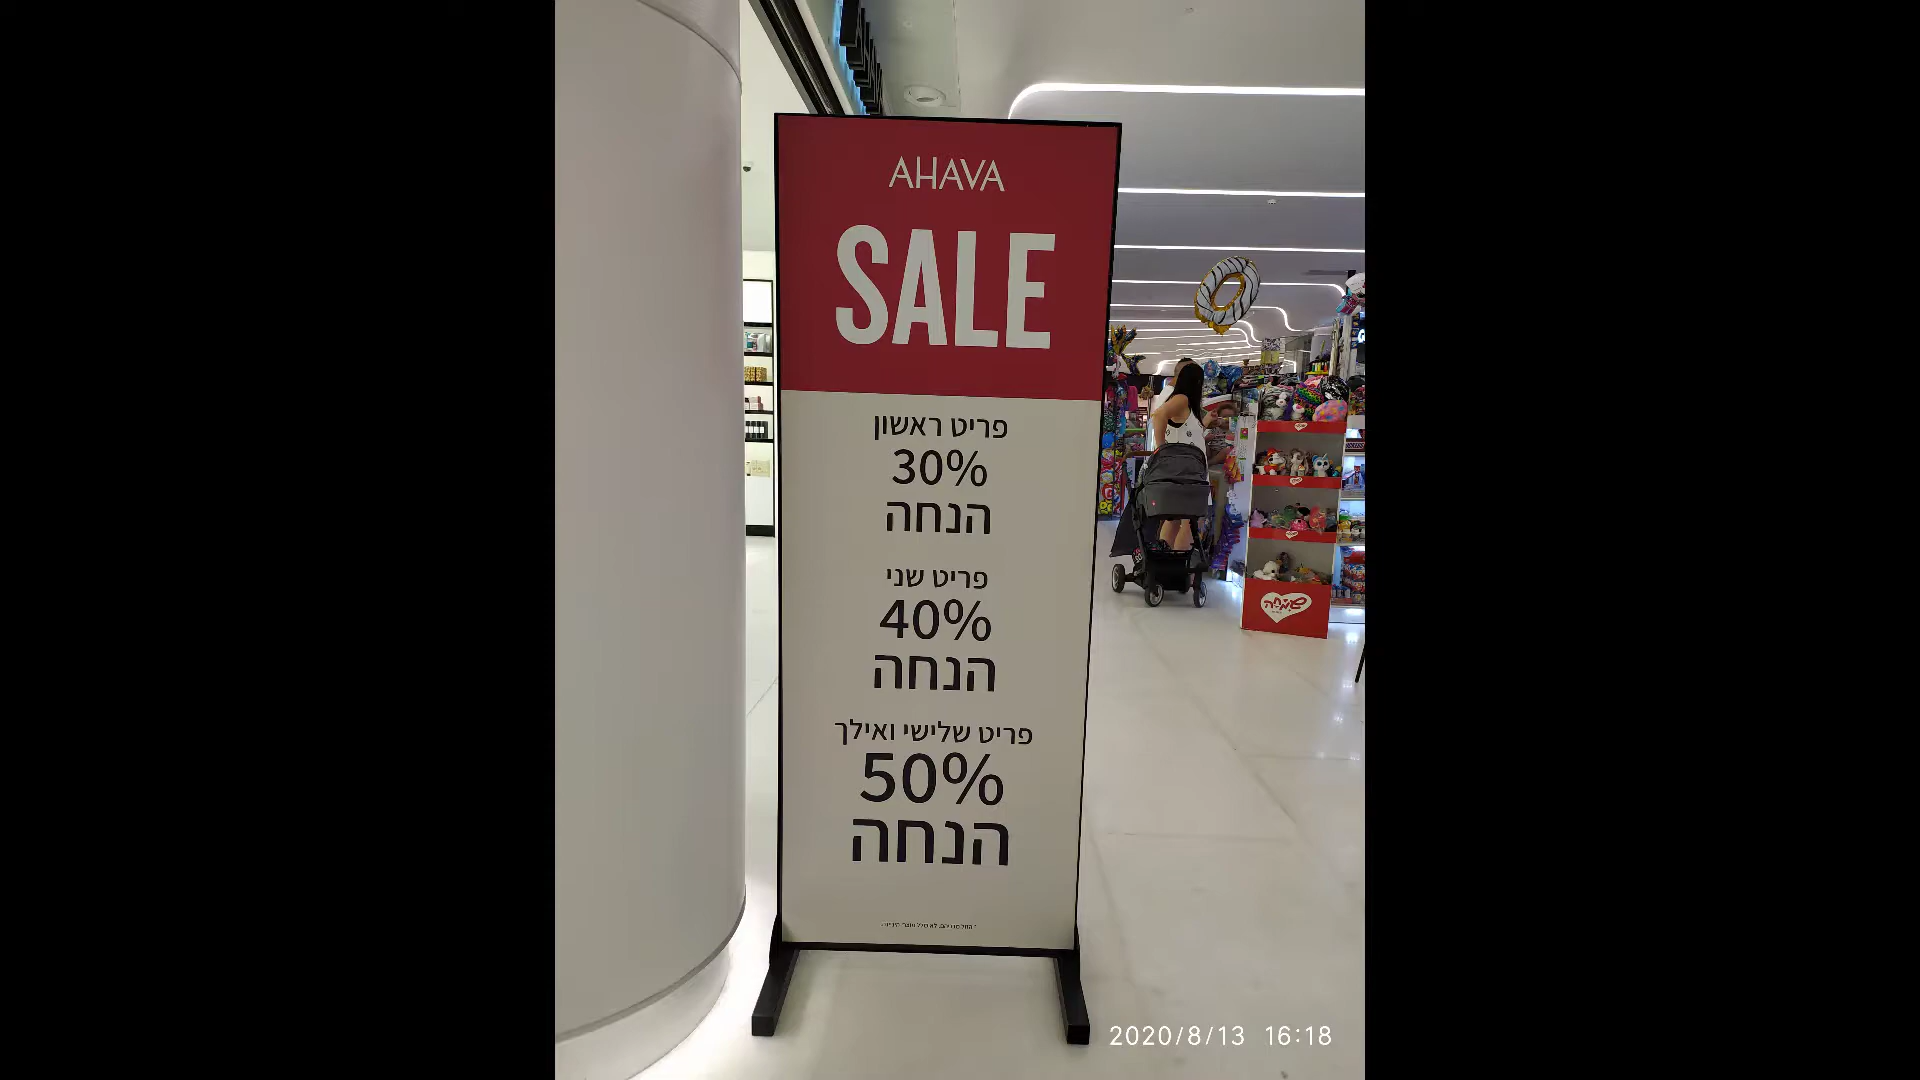 AHAVA
SALE
פריט ראשון
30%
הנחה
פריט שני
40%
הנחה
פריט שלישי ואילך
50%
הנחה
שמחה
2020/8/13 16:18